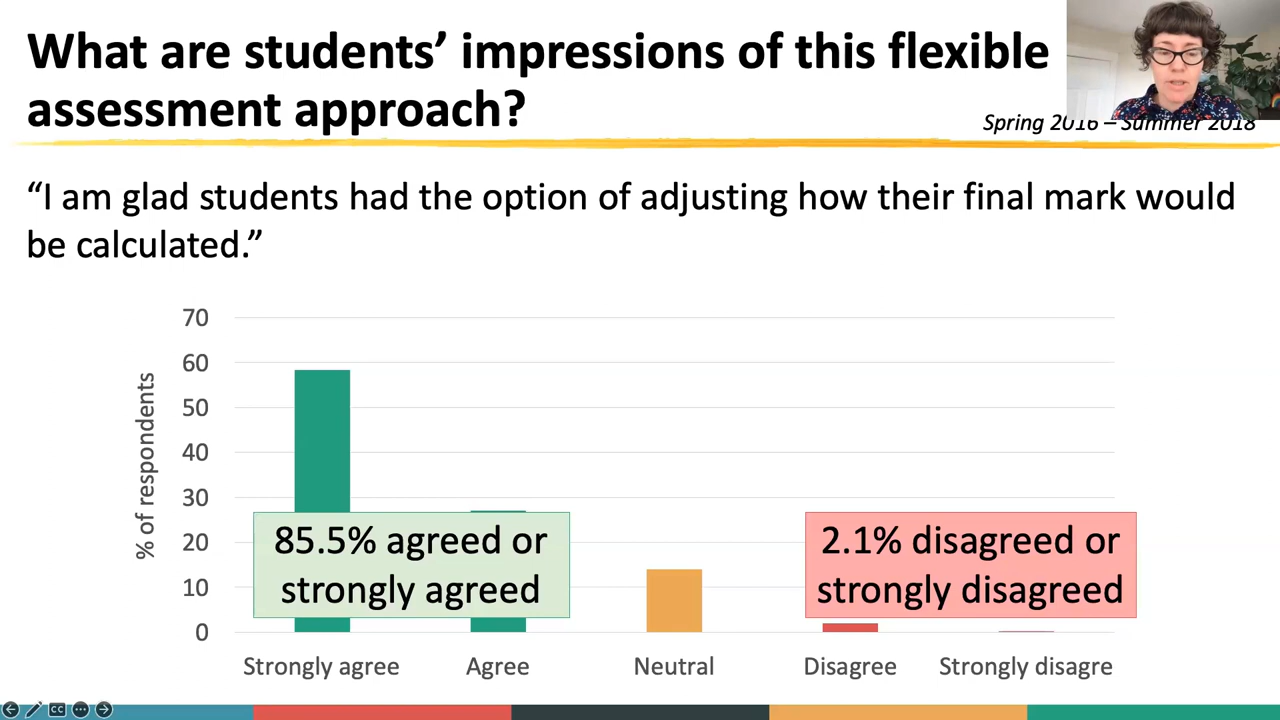 What are students’ impressions of this flexible
assessment approach?
Spring 2016 – Summer 2018
“I am glad students had the option of adjusting how their final mark would
be calculated.”
70
60
50
40
30
20
10
0
% of respondents
85.5% agreed or
strongly agreed
2.1% disagreed or
strongly disagreed
Strongly agree
Agree
Neutral
Disagree
Strongly disagre
CC